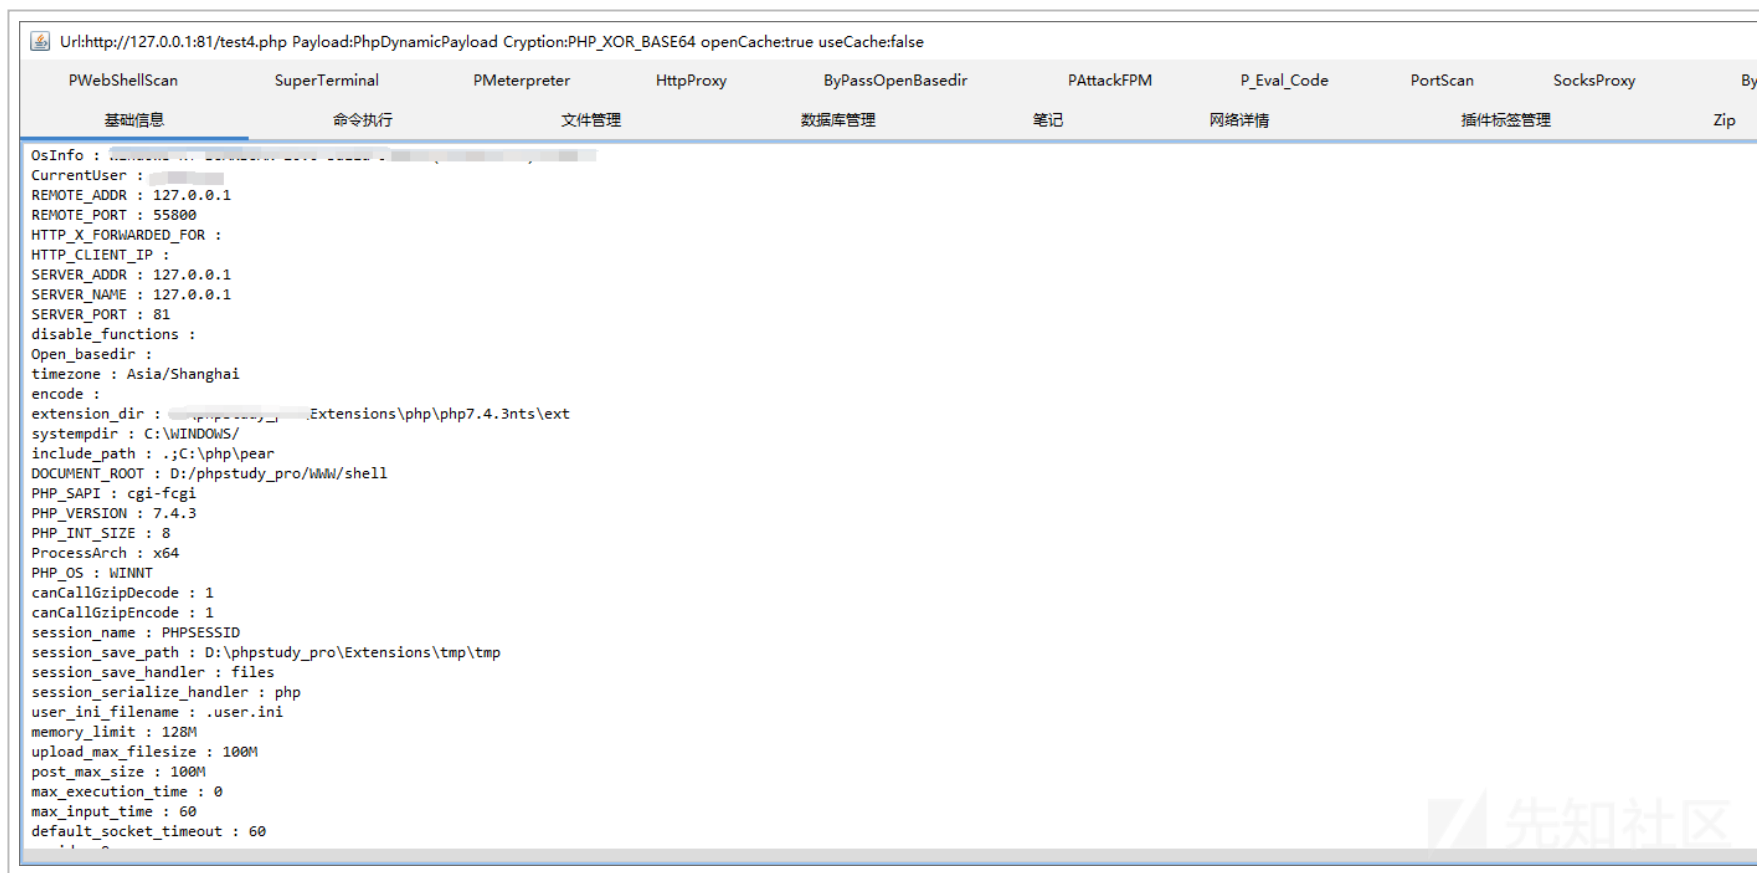 Url:http://127.0.0.1:81/test4.php Payload:PhpDynamicPayload Cryption:PHP_XOR_BASE64 openCache:true useCache:false
PWebShellScan SuperTerminal PMeterpreter HttpProxy ByPassOpenBasedir PAttackFPM P_Eval_Code PortScan SocksProxy By
基础信息 命令执行 文件管理 数据库管理 笔记 网络详情 插件标签管理 Zip
OsInfo :
CurrentUser :
REMOTE_ADDR : 127.0.0.1
REMOTE_PORT : 55800
HTTP_X_FORWARDED_FOR :
HTTP_CLIENT_IP :
SERVER_ADDR : 127.0.0.1
SERVER_NAME : 127.0.0.1
SERVER_PORT : 81
disable_functions :
Open_basedir :
timezone : Asia/Shanghai
encode :
extension_dir : Extensions\php\php7.4.3nts\ext
systempdir : C:\WINDOWS/
include_path : .;C:\php\pear
DOCUMENT_ROOT : D:/phpstudy_pro/WWW/shell
PHP_SAPI : cgi-fcgi
PHP_VERSION : 7.4.3
PHP_INT_SIZE : 8
ProcessArch : x64
PHP_OS : WINNT
canCallGzipDecode : 1
canCallGzipEncode : 1
session_name : PHPSESSID
session_save_path : D:\phpstudy_pro\Extensions\tmp\tmp
session_save_handler : files
session_serialize_handler : php
user_ini_filename : .user.ini
memory_limit : 128M
upload_max_filesize : 100M
post_max_size : 100M
max_execution_time : 0
max_input_time : 60
default_socket_timeout : 60
先知社区